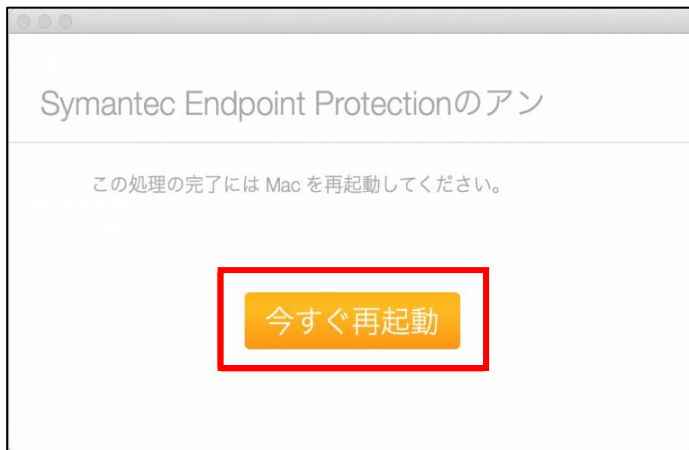 Symantec Endpoint Protectionのアン
この処理の完了には Mac を再起動してください。
今すぐ再起動